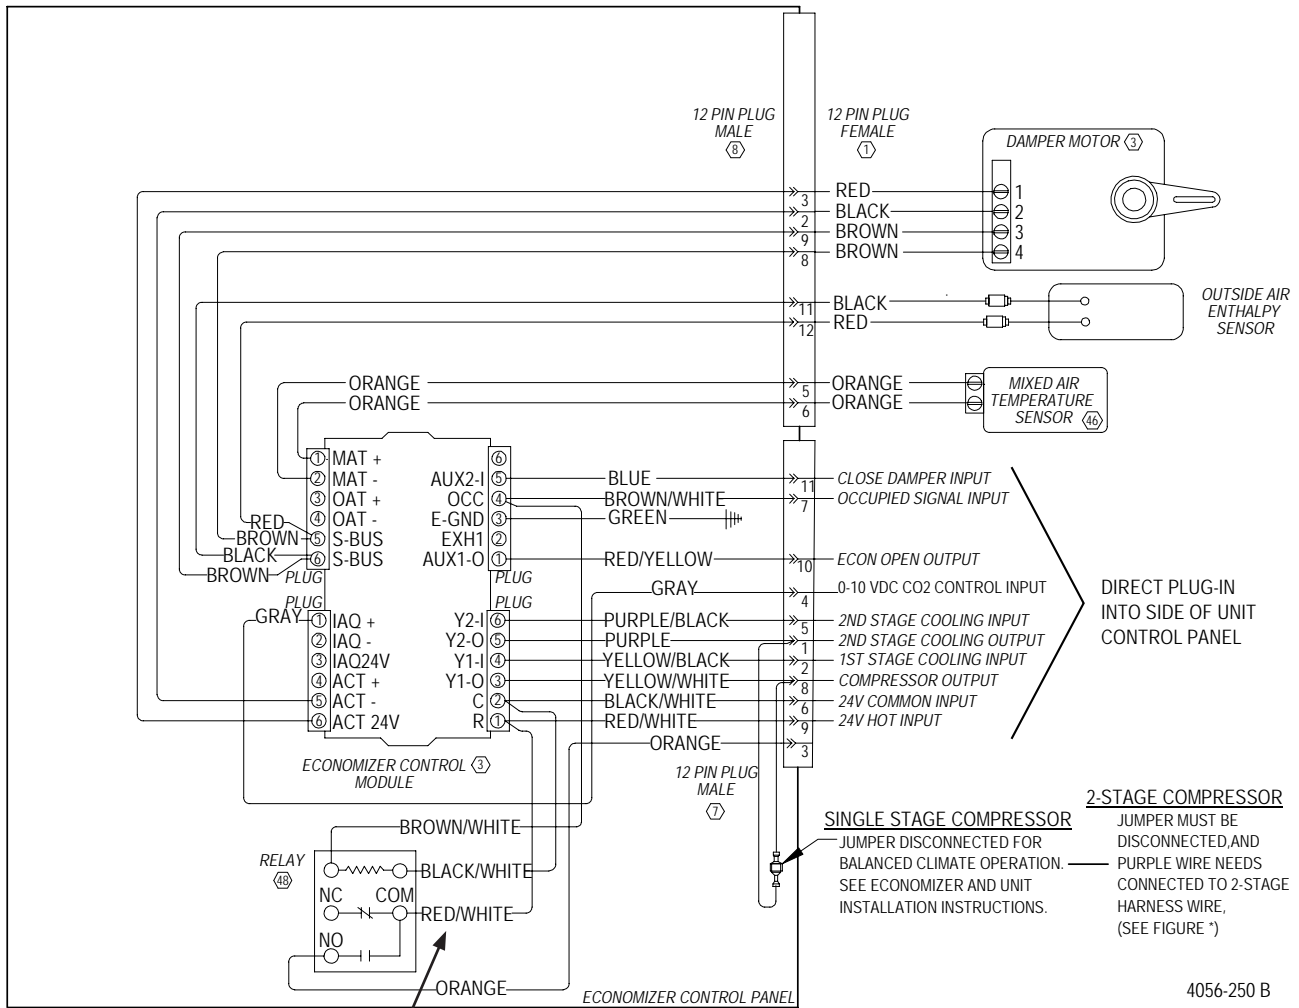 12 PIN PLUG
MALE
8
12 PIN PLUG
FEMALE
1
DAMPER MOTOR 3
3 RED 1
2 BLACK 2
9 BROWN 3
8 BROWN 4
11 BLACK
12 RED
OUTSIDE AIR
ENTHALPY
SENSOR
ORANGE 5 ORANGE
ORANGE 6 ORANGE
MIXED AIR
TEMPERATURE
SENSOR 46
1 MAT +
2 MAT -
3 OAT +
4 OAT -
RED
BROWN 5 S-BUS
BLACK
BROWN 6 S-BUS
PLUG
6
AUX2-I 5 BLUE 11 CLOSE DAMPER INPUT
OCC 4 BROWN/WHITE 7 OCCUPIED SIGNAL INPUT
E-GND 3 GREEN
EXH1 2
AUX1-O 1 RED/YELLOW 10 ECON OPEN OUTPUT
PLUG
GRAY 4 0-10 VDC CO2 CONTROL INPUT
PLUG
GRAY 1 IAQ +
2 IAQ -
3 IAQ24V
4 ACT +
5 ACT -
6 ACT 24V
PLUG
Y2-I 6 PURPLE/BLACK 5 2ND STAGE COOLING INPUT
Y2-O 5 PURPLE 1 2ND STAGE COOLING OUTPUT
Y1-I 4 YELLOW/BLACK 2 1ST STAGE COOLING INPUT
Y1-O 3 YELLOW/WHITE 8 COMPRESSOR OUTPUT
C 2 BLACK/WHITE 6 24V COMMON INPUT
R 1 RED/WHITE 9 24V HOT INPUT
ORANGE 3
DIRECT PLUG-IN
INTO SIDE OF UNIT
CONTROL PANEL
ECONOMIZER CONTROL 3
MODULE
12 PIN PLUG
MALE
7
BROWN/WHITE
RELAY
48
BLACK/WHITE
NC COM
RED/WHITE
NO
ORANGE
SINGLE STAGE COMPRESSOR
JUMPER DISCONNECTED FOR
BALANCED CLIMATE OPERATION.
SEE ECONOMIZER AND UNIT
INSTALLATION INSTRUCTIONS.
2-STAGE COMPRESSOR
JUMPER MUST BE
DISCONNECTED,AND
PURPLE WIRE NEEDS
CONNECTED TO 2-STAGE
HARNESS WIRE,
(SEE FIGURE *)
ECONOMIZER CONTROL PANEL
4056-250 B